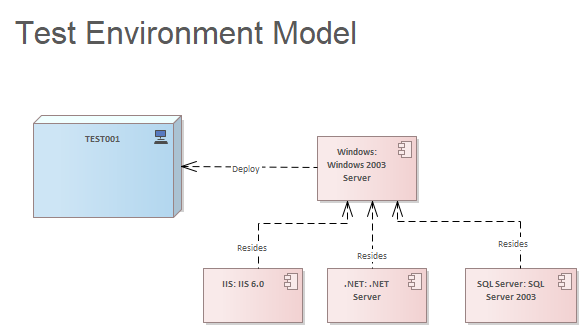 Test Environment Model
TEST001
Windows:
Windows 2003
Server
Deploy
Resides
Resides
Resides
IIS: IIS 6.0
.NET: .NET
Server
SQL Server: SQL
Server 2003